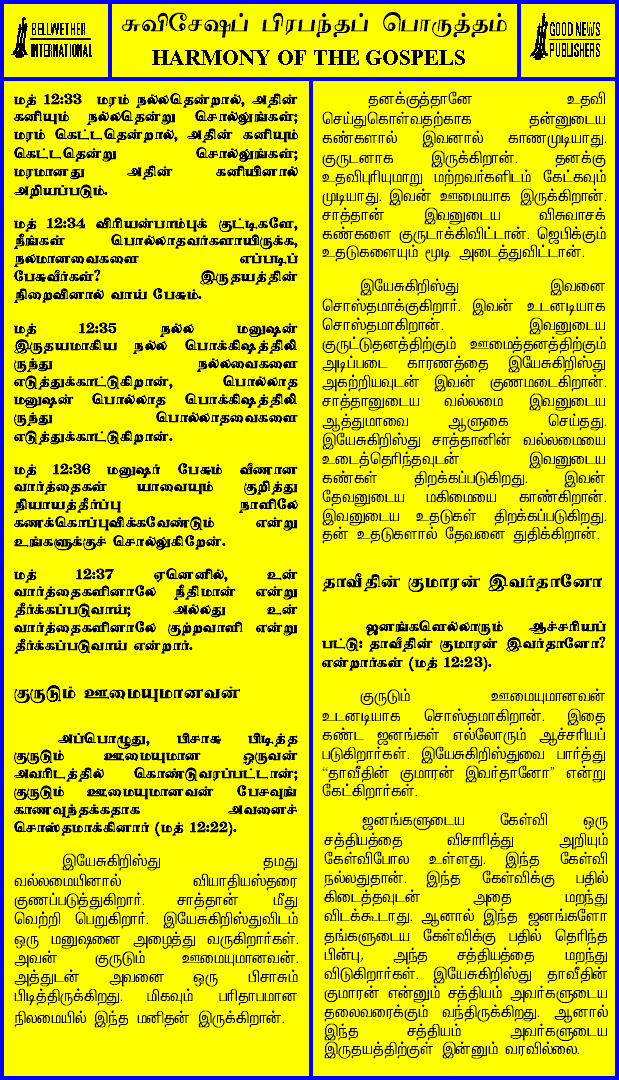 BELLWETHER
INTERNATIONAL
சுவிசேஷப் பிரபந்தப் பொருத்தம்
HARMONY OF THE GOSPELS
GOOD NEWS
PUBLISHERS
மத் 12:33 மரம் நல்லதென்றால், அதின்
கனியும் நல்லதென்று சொல்லுங்கள்;
மரம் கெட்டதென்றால், அதின் கனியும்
கெட்டதென்று சொல்லுங்கள்;
மரமானது அதின் கனியினால்
அறியப்படும்.
மத் 12:34 விரியன்பாம்புக் குட்டிகளே,
நீங்கள் பொல்லாதவர்களாயிருக்க,
நல்மானவைகளை எப்படிப்
பேசுவீர்கள்? இருதயத்தின்
நிறைவினால் வாய் பேசும்.
மத் 12:35 நல்ல மனுஷன்
இருதயமாகிய நல்ல பொக்கிஷத்திலி
ருந்து நல்லவைகளை
எடுத்துக்காட்டுகிறான், பொல்லாத
மனுஷன் பொல்லாத பொக்கிஷத்திலி
ருந்து பொல்லாதவைகளை
எடுத்துக்காட்டுகிறான்.
மத் 12:36 மனுஷர் பேசும் வீணான
வார்த்தைகள் யாவையும் குறித்து
நியாயத்தீர்ப்பு நாளிலே
கணக்கொப்புவிக்கவேண்டும் என்று
உங்களுக்குச் சொல்லுகிறேன்.
மத் 12:37 ஏனெனில், உன்
வார்த்தைகளினாலே நீதிமான் என்று
தீர்க்கப்படுவாய்; அல்லது உன்
வார்த்தைகளினாலே குற்றவாளி என்று
தீர்க்கப்படுவாய் என்றார்.
குருடும் ஊமையுமானவன்
அப்பொழுது, பிசாசு பிடித்த
குருடும் ஊமையுமான ஒருவன்
அவரிடத்தில் கொண்டுவரப்பட்டான்;
குருடும் ஊமையுமானவன் பேசவுங்
காணவுந்தக்கதாக அவனைச்
சொஸ்தமாக்கினார் (மத் 12:22).
இயேசுகிறிஸ்து தமது
வல்லமையினால் வியாதியஸ்தரை
குணப்படுத்துகிறார். சாத்தான் மீது
வெற்றி பெறுகிறார். இயேசுகிறிஸ்துவிடம்
ஒரு மனுஷனை அழைத்து வருகிறார்கள்.
அவன் குருடும் ஊமையுமானவன்.
அத்துடன் அவனை ஒரு பிசாசும்
பிடித்திருக்கிறது. மிகவும் பரிதாபமான
நிலமையில் இந்த மனிதன் இருக்கிறான்.
தனக்குத்தானே உதவி
செய்துகொள்வதற்காக தன்னுடைய
கண்களால் இவனால் காணமுடியாது.
குருடனாக இருக்கிறான். தனக்கு
உதவிபுரியுமாறு மற்றவர்களிடம் கேட்கவும்
முடியாது. இவன் ஊமையாக இருக்கிறான்.
சாத்தான் இவனுடைய விசுவாசக்
கண்களை குருடாக்கிவிட்டான். ஜெபிக்கும்
உதடுகளையும் மூடி அடைத்துவிட்டான்.
இயேசுகிறிஸ்து இவனை
சொஸ்தமாக்குகிறார். இவன் உடனடியாக
சொஸ்தமாகிறான். இவனுடைய
குருட்டுதனத்திற்கும் ஊமைத்தனத்திற்கும்
அடிப்படை காரணத்தை இயேசுகிறிஸ்து
அகற்றியவுடன் இவன் குணமடைகிறான்.
சாத்தானுடைய வல்லமை இவனுடைய
ஆத்துமாவை ஆளுகை செய்தது.
இயேசுகிறிஸ்து சாத்தானின் வல்லமையை
உடைத்தெரிந்தவுடன் இவனுடைய
கண்கள் திறக்கப்படுகிறது. இவன்
தேவனுடைய மகிமையை காண்கிறான்.
இவனுடைய உதடுகள் திறக்கப்படுகிறது.
தன் உதடுகளால் தேவனை துதிக்கிறான்.
தாவீதின் குமாரன் இவர்தானோ
ஜனங்களெல்லாரும் ஆச்சரியப்
பட்டு: தாவீதின் குமாரன் இவர்தானோ?
என்றார்கள் (மத் 12:23).
குருடும் ஊமையுமானவன்
உடனடியாக சொஸ்தமாகிறான். இதை
கண்ட ஜனங்கள் எல்லோரும் ஆச்சரியப்
படுகிறார்கள். இயேசுகிறிஸ்துவை பார்த்து
“தாவீதின் குமாரன் இவர்தானோ” என்று
கேட்கிறார்கள்.
ஜனங்களுடைய கேள்வி ஒரு
சத்தியத்தை விசாரித்து அறியும்
கேள்விபோல உள்ளது. இந்த கேள்வி
நல்லதுதான். இந்த கேள்விக்கு பதில்
கிடைத்தவுடன் அதை மறந்து
விடக்கூடாது. ஆனால் இந்த ஜனங்களோ
தங்களுடைய கேள்விக்கு பதில் தெரிந்த
பின்பு, அந்த சத்தியத்தை மறந்து
விடுகிறார்கள். இயேசுகிறிஸ்து தாவீதின்
குமாரன் என்னும் சத்தியம் அவர்களுடைய
தலைவரைக்கும் வந்திருக்கிறது. ஆனால்
இந்த சத்தியம் அவர்களுடைய
இருதயத்திற்குள் இன்னும் வரவில்லை.